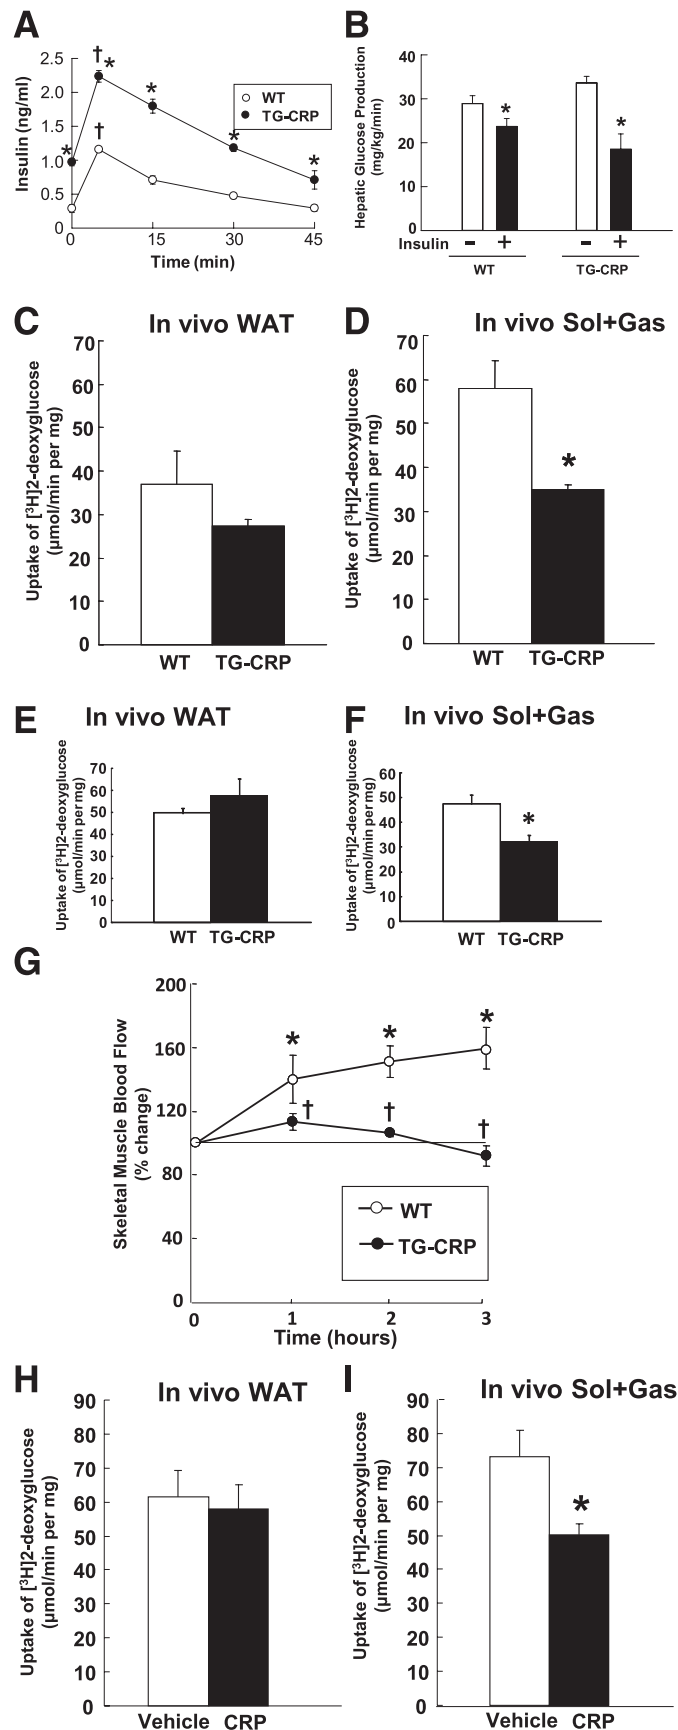 A
Insulin (ng/ml)
2.5
2.0
1.5
1.0
0.5
0
† *
*
*
†
*
*
WT
TG-CRP
0 15 30 45
Time (min)
B
Hepatic Glucose Production
(mg/kg/min)
40
30
20
10
0
*
*
Insulin - + - +
WT TG-CRP
C
In vivo WAT
Uptake of [³H]2-deoxyglucose
(µmol/min per mg)
70
60
50
40
30
20
10
0
WT TG-CRP
D
In vivo Sol+Gas
Uptake of [³H]2-deoxyglucose
(µmol/min per mg)
70
60
50
40
30
20
10
0
*
WT TG-CRP
E
In vivo WAT
Uptake of [³H]2-deoxyglucose
(µmol/min per mg)
70
60
50
40
30
20
10
0
WT TG-CRP
F
In vivo Sol+Gas
Uptake of [³H]2-deoxyglucose
(µmol/min per mg)
60
50
40
30
20
10
0
*
WT TG-CRP
G
Skeletal Muscle Blood Flow
(% change)
200
160
120
80
40
0
* * *
† † †
WT
TG-CRP
0 1 2 3
Time (hours)
H
In vivo WAT
Uptake of [³H]2-deoxyglucose
(µmol/min per mg)
90
80
70
60
50
40
30
20
10
0
Vehicle CRP
I
In vivo Sol+Gas
Uptake of [³H]2-deoxyglucose
(µmol/min per mg)
90
80
70
60
50
40
30
20
10
0
*
Vehicle CRP